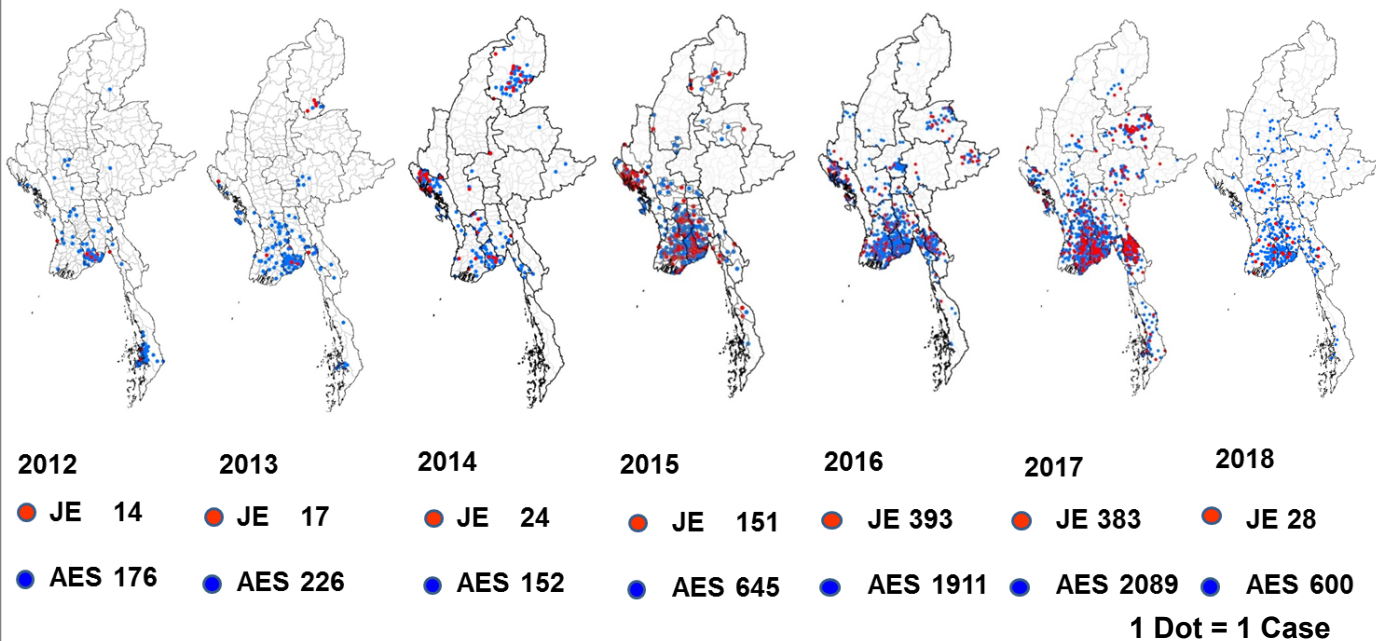 2012
JE 14
AES 176
2013
JE 17
AES 226
2014
JE 24
AES 152
2015
JE 151
AES 645
2016
JE 393
AES 1911
2017
JE 383
AES 2089
2018
JE 28
AES 600
1 Dot = 1 Case